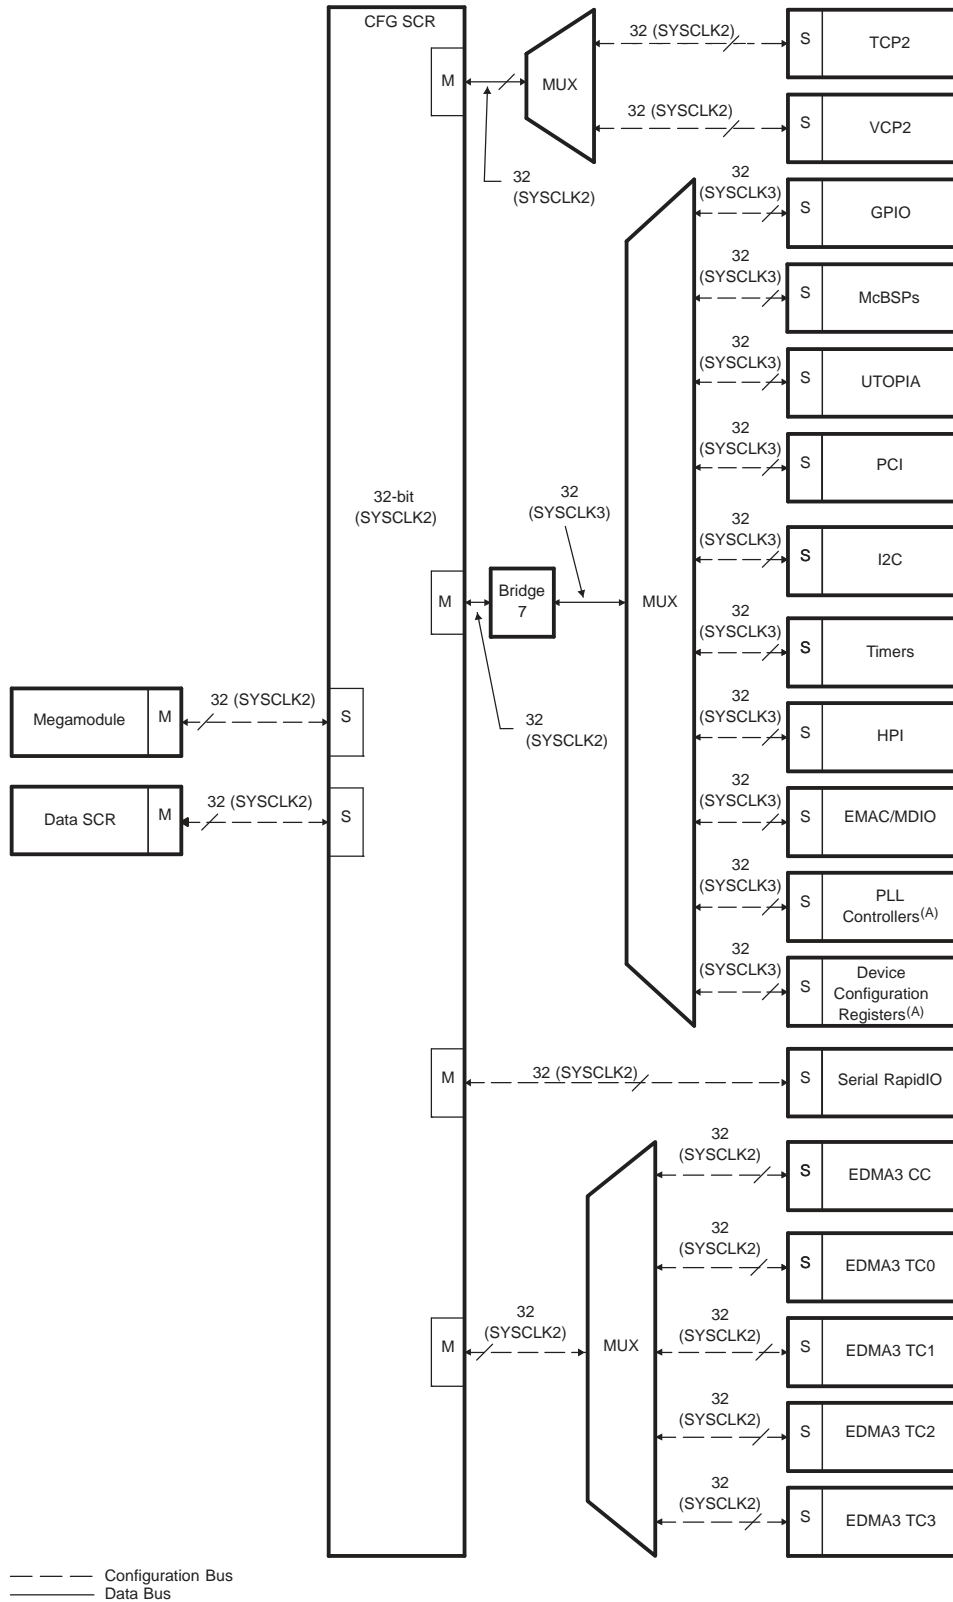 CFG SCR
32 (SYSCLK2)
S
TCP2
M
MUX
32 (SYSCLK2)
S
VCP2
32
(SYSCLK2)
32
(SYSCLK3)
S
GPIO
32
(SYSCLK3)
S
McBSPs
32
(SYSCLK3)
S
UTOPIA
32
(SYSCLK3)
S
PCI
32-bit
(SYSCLK2)
32
(SYSCLK3)
32
(SYSCLK3)
S
I2C
M
Bridge
7
MUX
32
(SYSCLK3)
S
Timers
Megamodule
M
32 (SYSCLK2)
S
32
(SYSCLK2)
32
(SYSCLK3)
S
HPI
Data SCR
M
32 (SYSCLK2)
S
32
(SYSCLK3)
S
EMAC/MDIO
32
(SYSCLK3)
S
PLL
Controllers(A)
32
(SYSCLK3)
S
Device
Configuration
Registers(A)
M
32 (SYSCLK2)
S
Serial RapidIO
32
(SYSCLK2)
S
EDMA3 CC
32
(SYSCLK2)
S
EDMA3 TC0
M
32
(SYSCLK2)
MUX
32
(SYSCLK2)
S
EDMA3 TC1
32
(SYSCLK2)
S
EDMA3 TC2
32
(SYSCLK2)
S
EDMA3 TC3
Configuration Bus
Data Bus